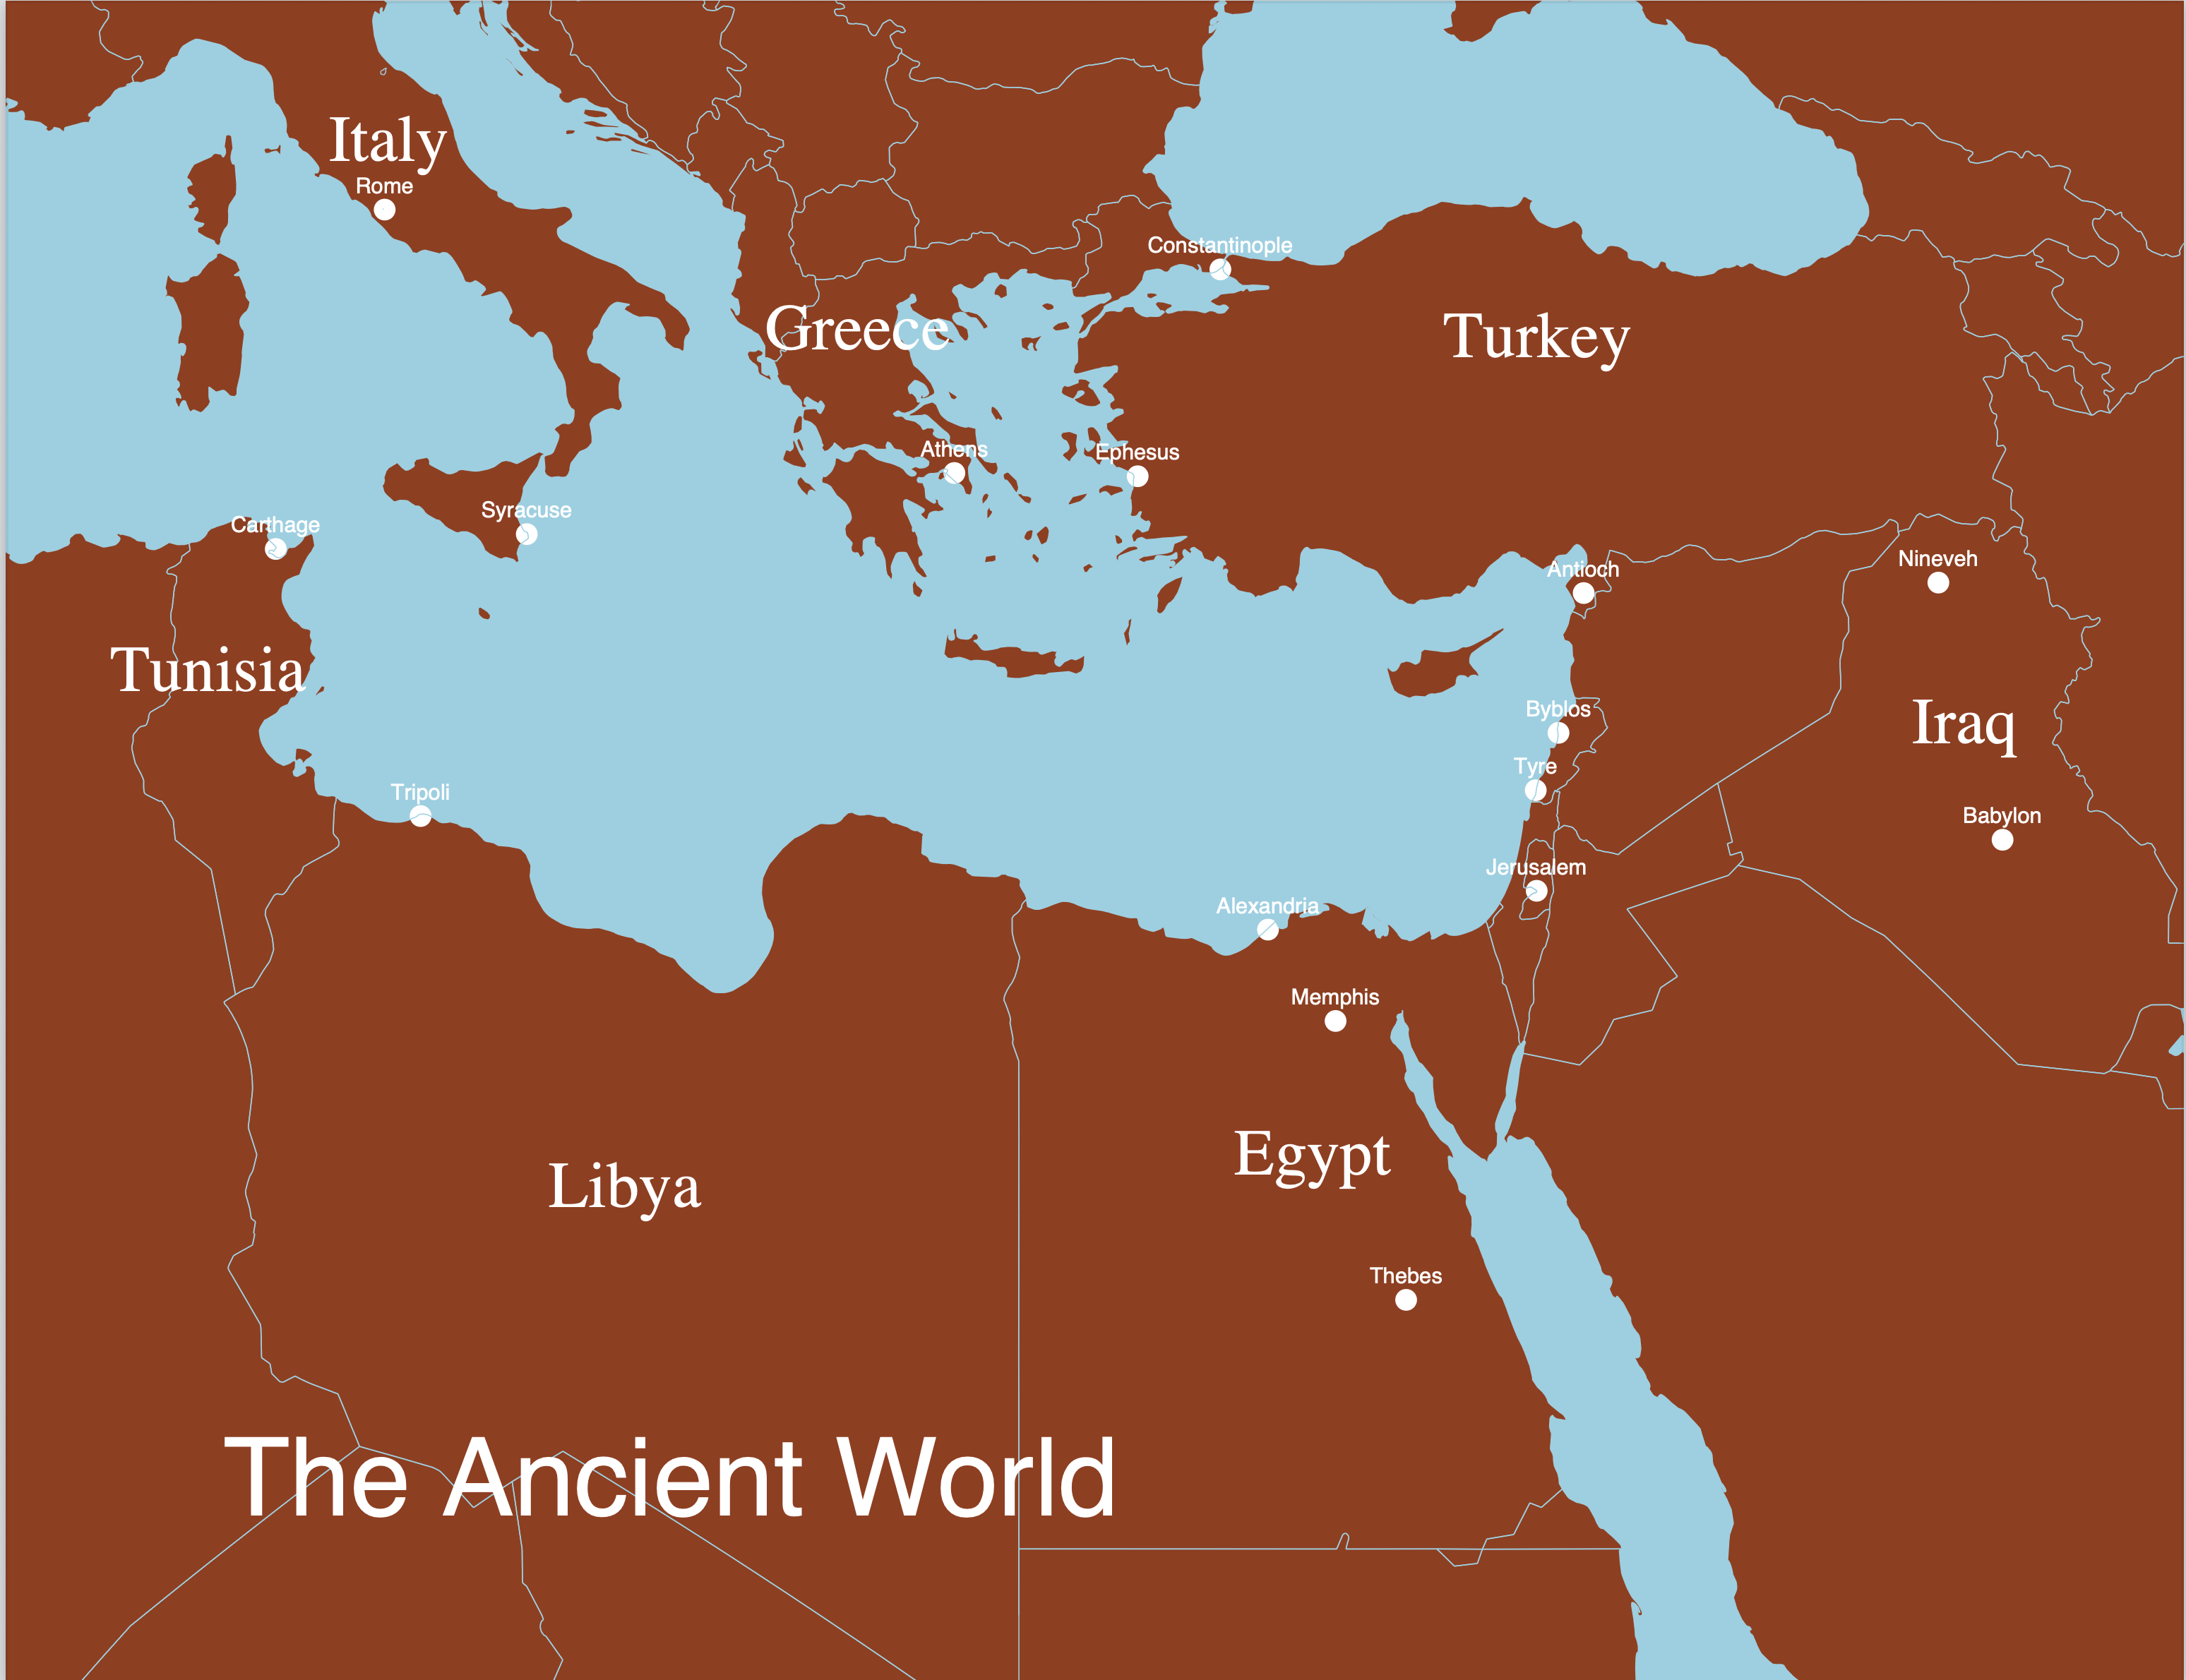 Italy
Rome
Constantinople
Greece
Turkey
Athens
Ephesus
Syracuse
Carthage
Nineveh
Antioch
Tunisia
Byblos
Iraq
Tyre
Tripoli
Babylon
Jerusalem
Alexandria
Memphis
Egypt
Libya
Thebes
The Ancient World